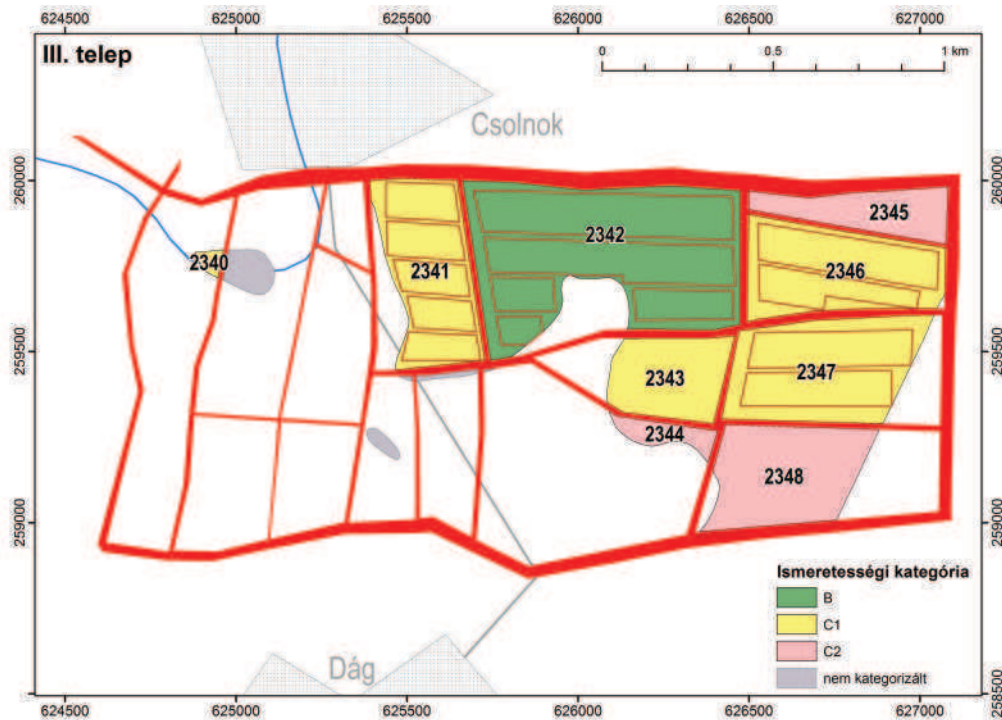 624500 625000 625500 626000 626500 627000
III. telep
0 0.5 1 km
Csolnok
260000 260000
2345
2340 2341 2342 2346
259500 259500
2343 2347
2344
2348
259000 259000
Ismeretességi kategória
B
C1
C2
nem kategorizált
Dág
258500
624500 625000 625500 626000 626500 627000